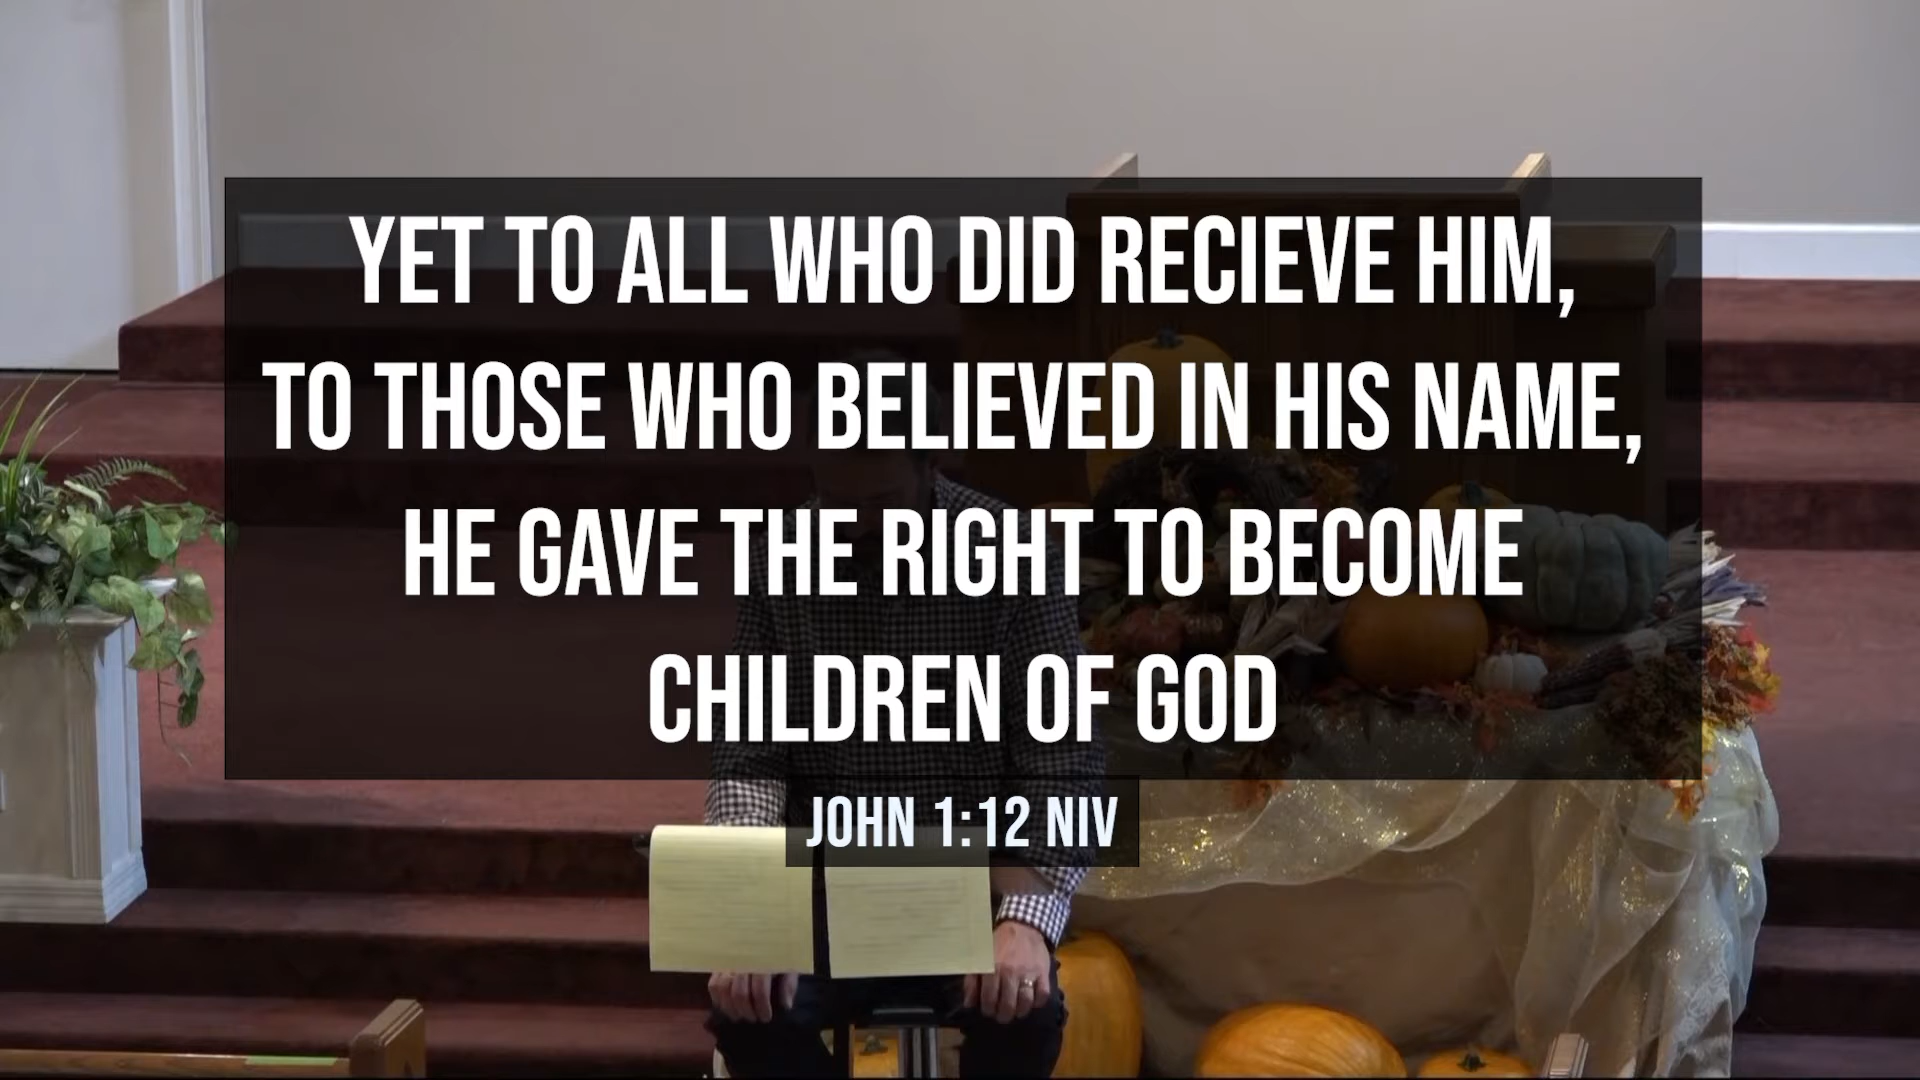 YET TO ALL WHO DID RECIEVE HIM,
TO THOSE WHO BELIEVED IN HIS NAME,
HE GAVE THE RIGHT TO BECOME
CHILDREN OF GOD
JOHN 1:12 NIV